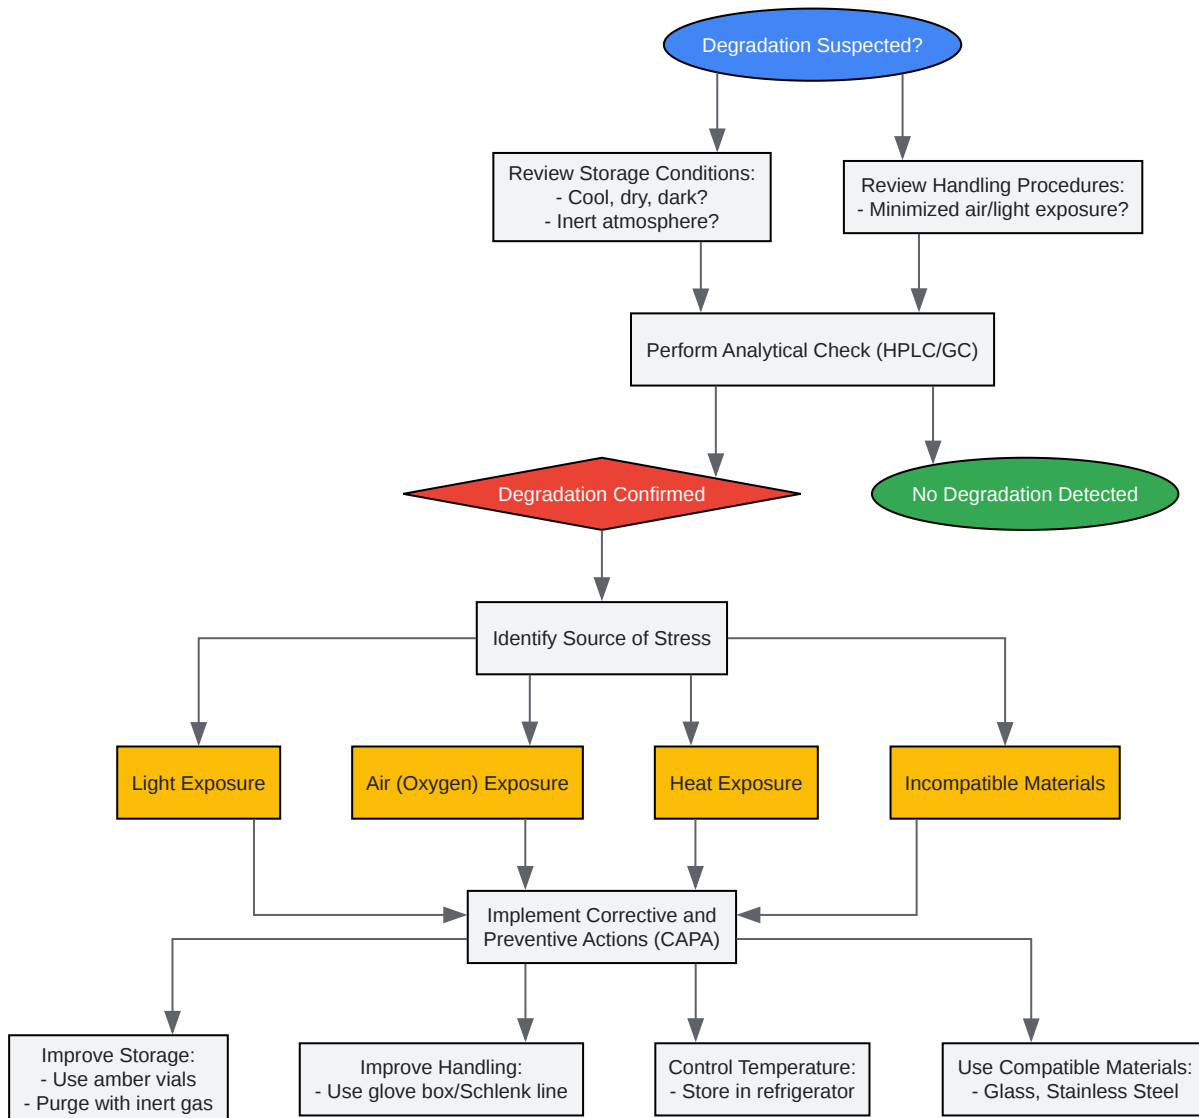 Degradation Suspected?
Review Storage Conditions:
- Cool, dry, dark?
- Inert atmosphere?
Review Handling Procedures:
- Minimized air/light exposure?
Perform Analytical Check (HPLC/GC)
Degradation Confirmed
No Degradation Detected
Identify Source of Stress
Light Exposure
Air (Oxygen) Exposure
Heat Exposure
Incompatible Materials
Implement Corrective and
Preventive Actions (CAPA)
Improve Storage:
- Use amber vials
- Purge with inert gas
Improve Handling:
- Use glove box/Schlenk line
Control Temperature:
- Store in refrigerator
Use Compatible Materials:
- Glass, Stainless Steel